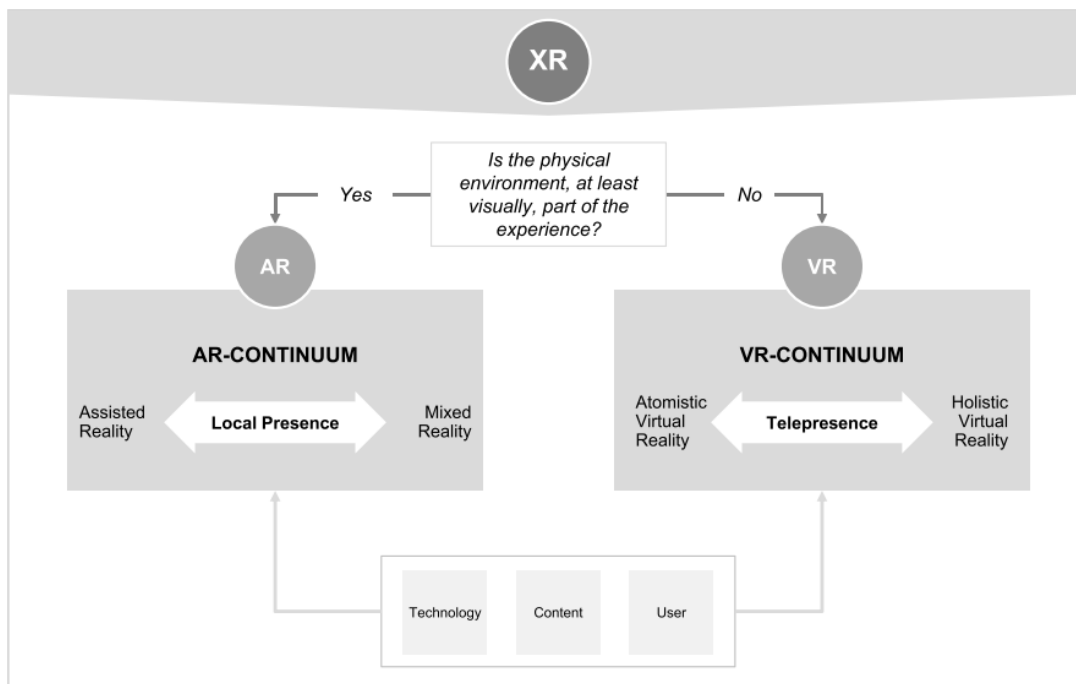 XR
Is the physical
environment, at least
visually, part of the
experience?
Yes
No
AR
VR
AR-CONTINUUM
Assisted
Reality
Local Presence
Mixed
Reality
VR-CONTINUUM
Atomistic
Virtual
Reality
Telepresence
Holistic
Virtual
Reality
Technology
Content
User